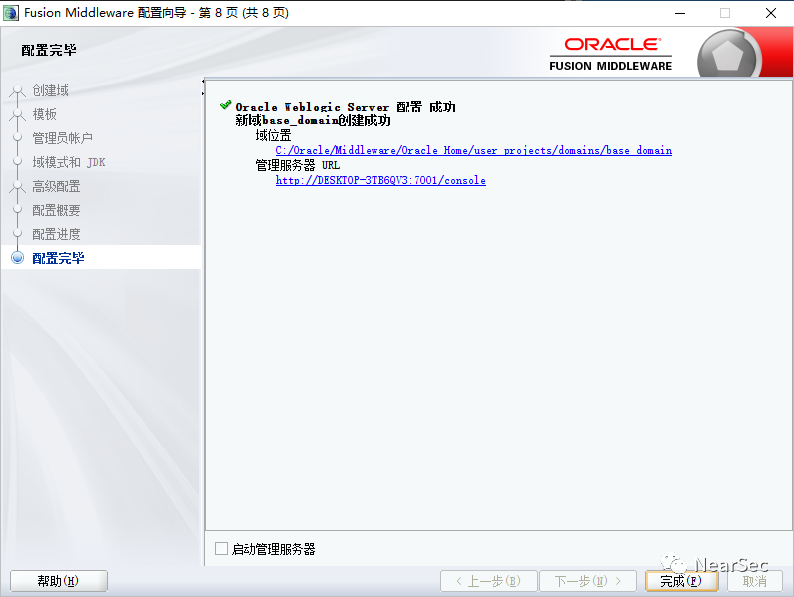 Fusion Middleware 配置向导 - 第 8 页 (共 8 页)
配置完毕
ORACLE
FUSION MIDDLEWARE
创建域
模板
管理员帐户
域模式和 JDK
高级配置
配置概要
配置进度
配置完毕
Oracle Weblogic Server 配置 成功
新域base_domain创建成功
域位置
C:/Oracle/Middleware/Oracle_Home/user_projects/domains/base_domain
管理服务器 URL
http://DESKTOP-3TB6QV3:7001/console
启动管理服务器
NearSec
帮助(H)
< 上一步(B)
下一步(N) >
完成(F)
取消